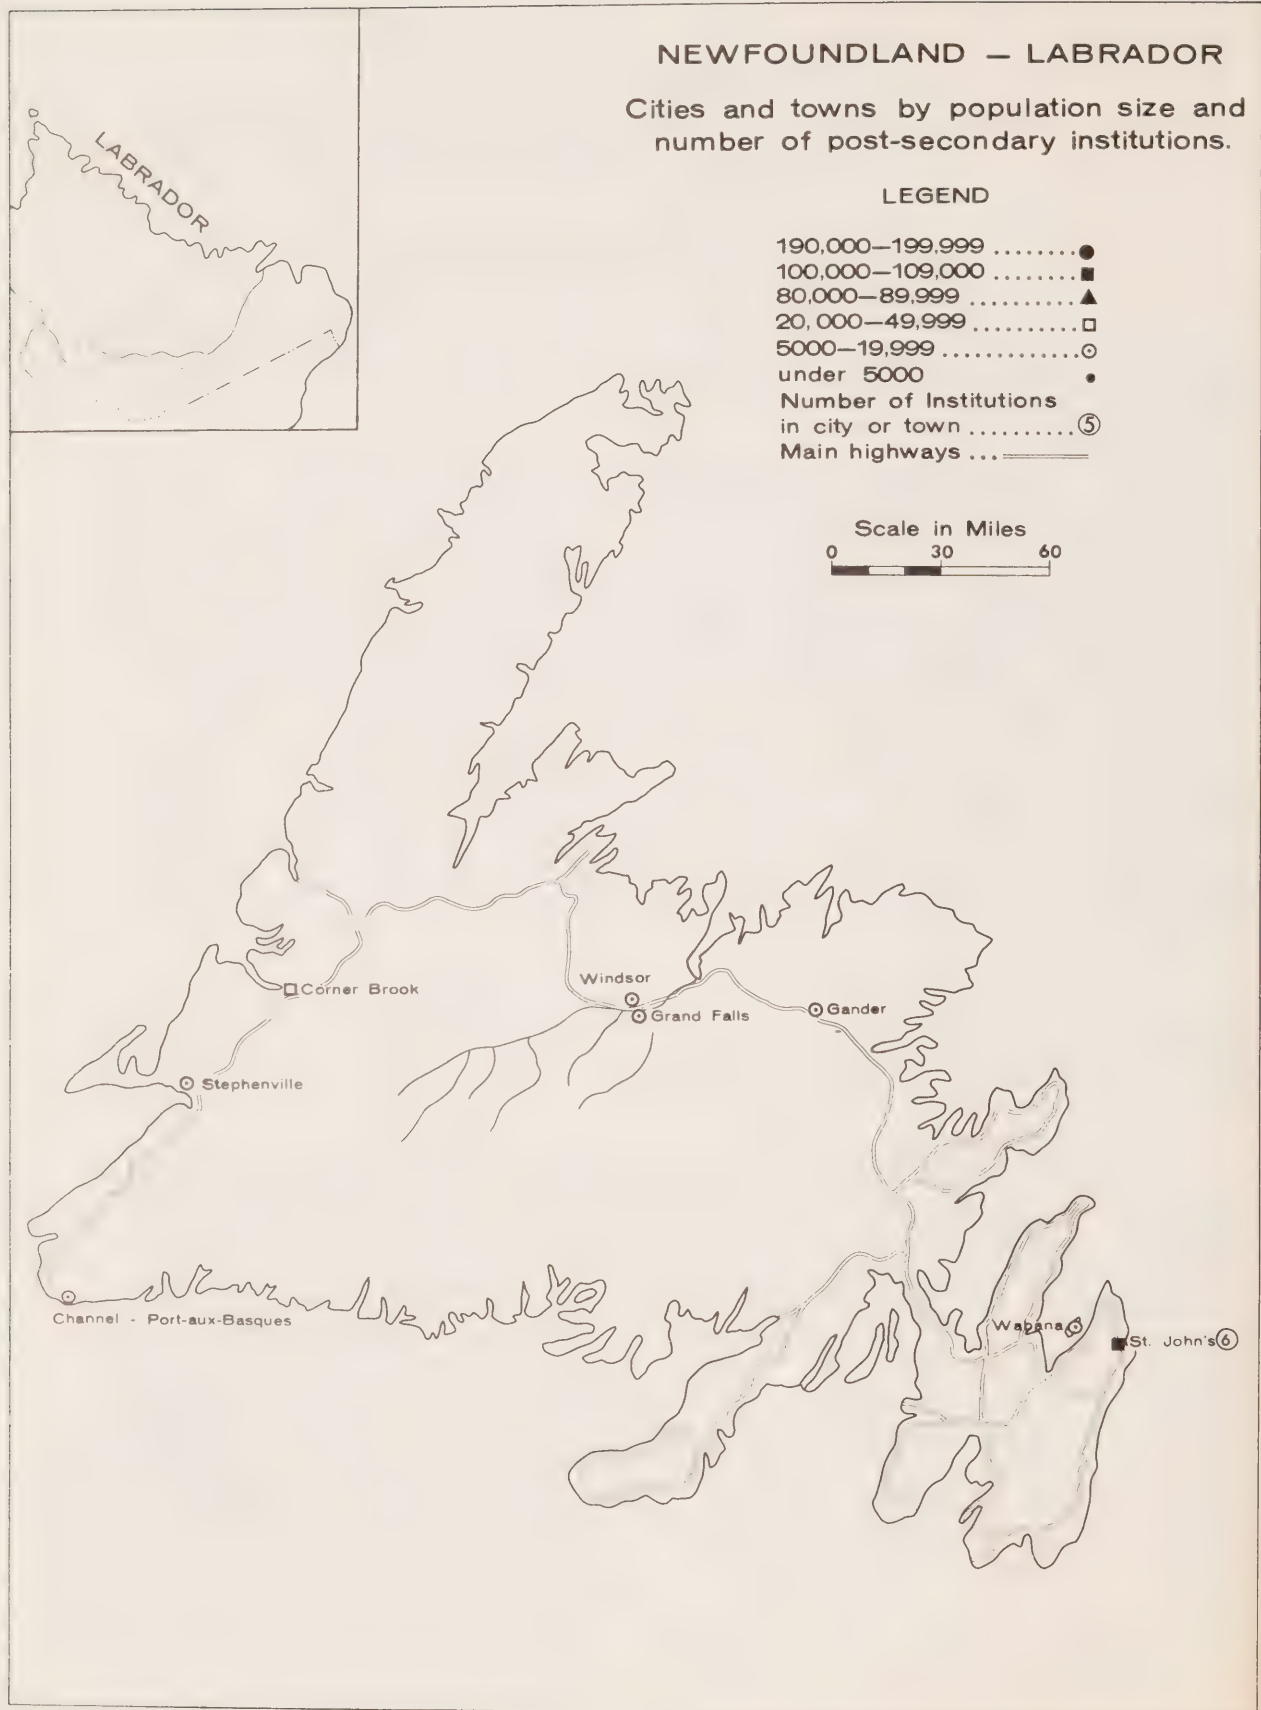 NEWFOUNDLAND — LABRADOR
Cities and towns by population size and
number of post-secondary institutions.
LABRADOR
LEGEND
190,000—199,999 ........
100,000—109,000 ........
80,000—89,999 ..........
20,000—49,999 ..........
5000—19,999 .............
under 5000
Number of Institutions
in city or town .......... 5
Main highways ...
Scale in Miles
0 30 60
Windsor
Corner Brook
Grand Falls
Gander
Stephenville
Channel - Port-aux-Basques
Wabana
St. John's 6